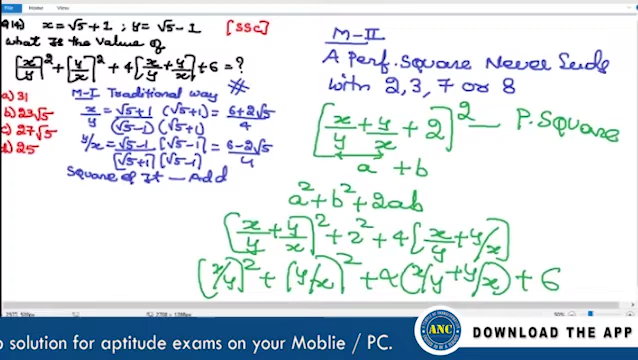 Q14) x = √5 + 1 ; y = √5 - 1 [SSC]
what is the value of
[x/y]² + [y/x]² + 4[x/y + y/x] + 6 = ?
a) 31
b) 23√5
c) 27√5
d) 25
M-I Traditional way
x/y = (√5+1)/(√5-1) (√5+1)/(√5+1) = (6+2√5)/4
y/x = (√5-1)/(√5+1) [√5-1]/[√5-1] = (6-2√5)/4
Square of It — Add
M-II
A Perf. Square Never Ends
with 2, 3, 7 or 8
[x/y + y/x + 2]² — P. Square
a + b
a² + b² + 2ab
[x/y + y/x]² + 2² + 4[x/y + y/x]
[x/y]² + [y/x]² + 4(x/y + y/x) + 6
o solution for aptitude exams on your Moblie / PC.
ANC
DOWNLOAD THE APP